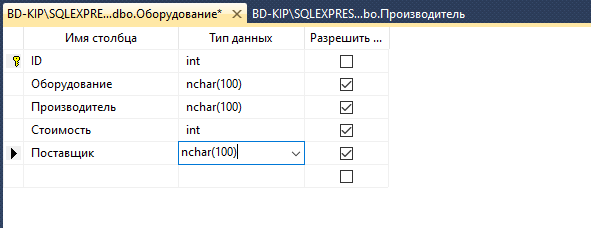 BD-KIP\SQLEXPRE...dbo.Оборудование* BD-KIP\SQLEXPRES...bo.Производитель
Имя столбца Тип данных Разрешить ...
ID int
Оборудование nchar(100)
Производитель nchar(100)
Стоимость int
Поставщик nchar(100)